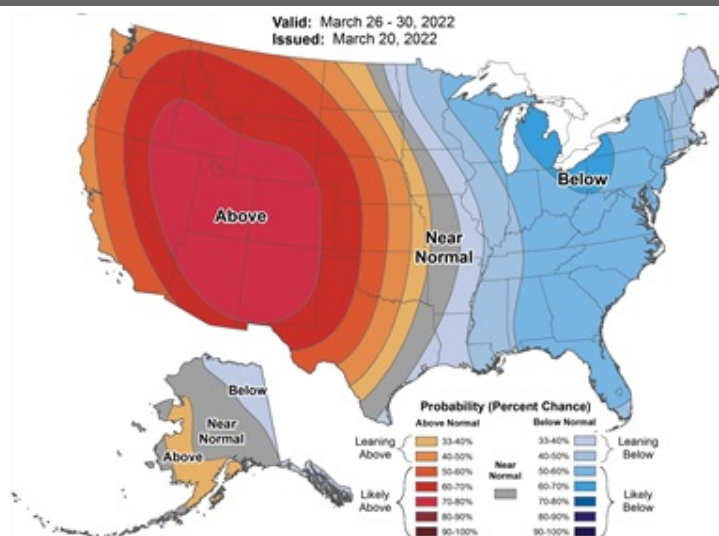 Valid: March 26 - 30, 2022
Issued: March 20, 2022
Above
Near
Normal
Below
Below
Near
Normal
Above
Probability (Percent Chance)
Above Normal
Below Normal
Leaning
Above
33-40%
40-50%
Likely
Above
50-60%
60-70%
70-80%
80-90%
90-100%
Near
Normal
33-40%
40-50%
50-60%
60-70%
70-80%
80-90%
90-100%
Leaning
Below
Likely
Below